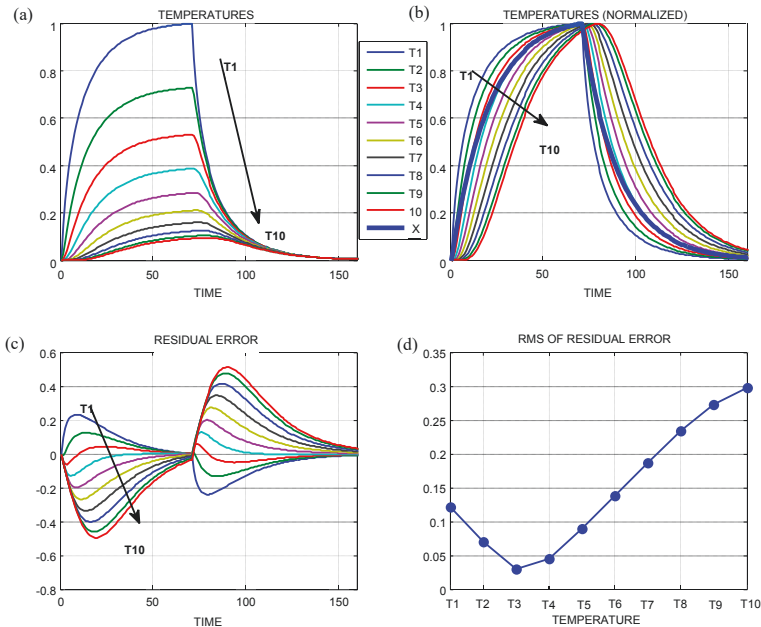 (a)
TEMPERATURES
1
0.8
0.6
0.4
0.2
0
0
50
100
150
TIME
T1
T10
T1
T2
T3
T4
T5
T6
T7
T8
T9
10
X
(b)
TEMPERATURES (NORMALIZED)
1
0.8
0.6
0.4
0.2
0
0
50
100
150
TIME
T1
T10
(c)
RESIDUAL ERROR
0.6
0.4
0.2
0
-0.2
-0.4
-0.6
-0.8
0
50
100
150
TIME
T1
T10
(d)
RMS OF RESIDUAL ERROR
0.35
0.3
0.25
0.2
0.15
0.1
0.05
0
T1 T2 T3 T4 T5 T6 T7 T8 T9 T10
TEMPERATURE